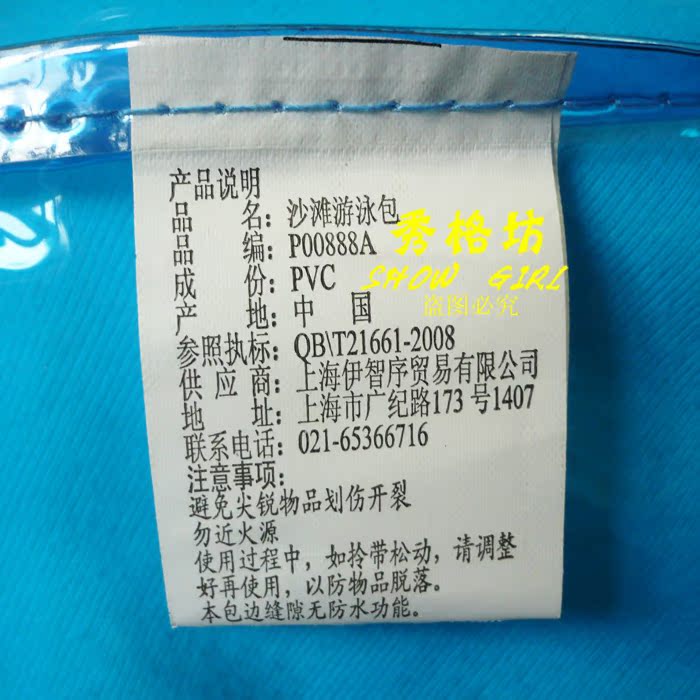 产品说明
品 名：沙滩游泳包
品 编：P00888A
成 份：PVC
产 地：中 国
参照执标：QB\T21661-2008
供 应 商：上海伊智序贸易有限公司
地 址：上海市广纪路173号1407
联系电话：021-65366716
注意事项：
避免尖锐物品划伤开裂
勿近火源
使用过程中，如拎带松动，请调整
好再使用，以防物品脱落。
本包边缝隙无防水功能。
秀格坊
SHOW GIRL
盗图必究